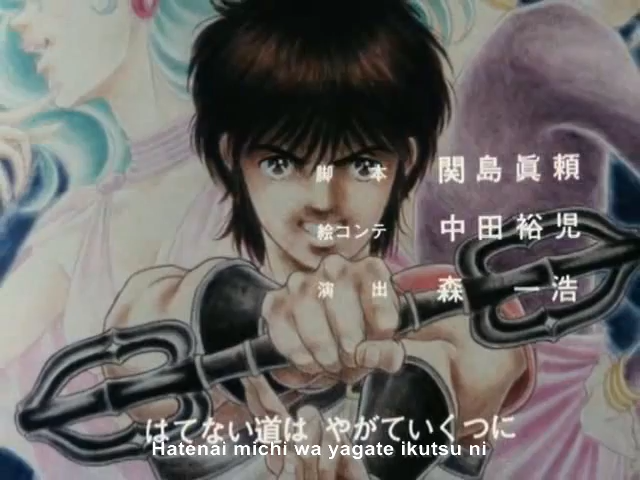 脚本 関島眞頼
絵コンテ 中田裕児
演出 森一浩
はてない道は やがていくつに
Hatenai michi wa yagate ikutsu ni